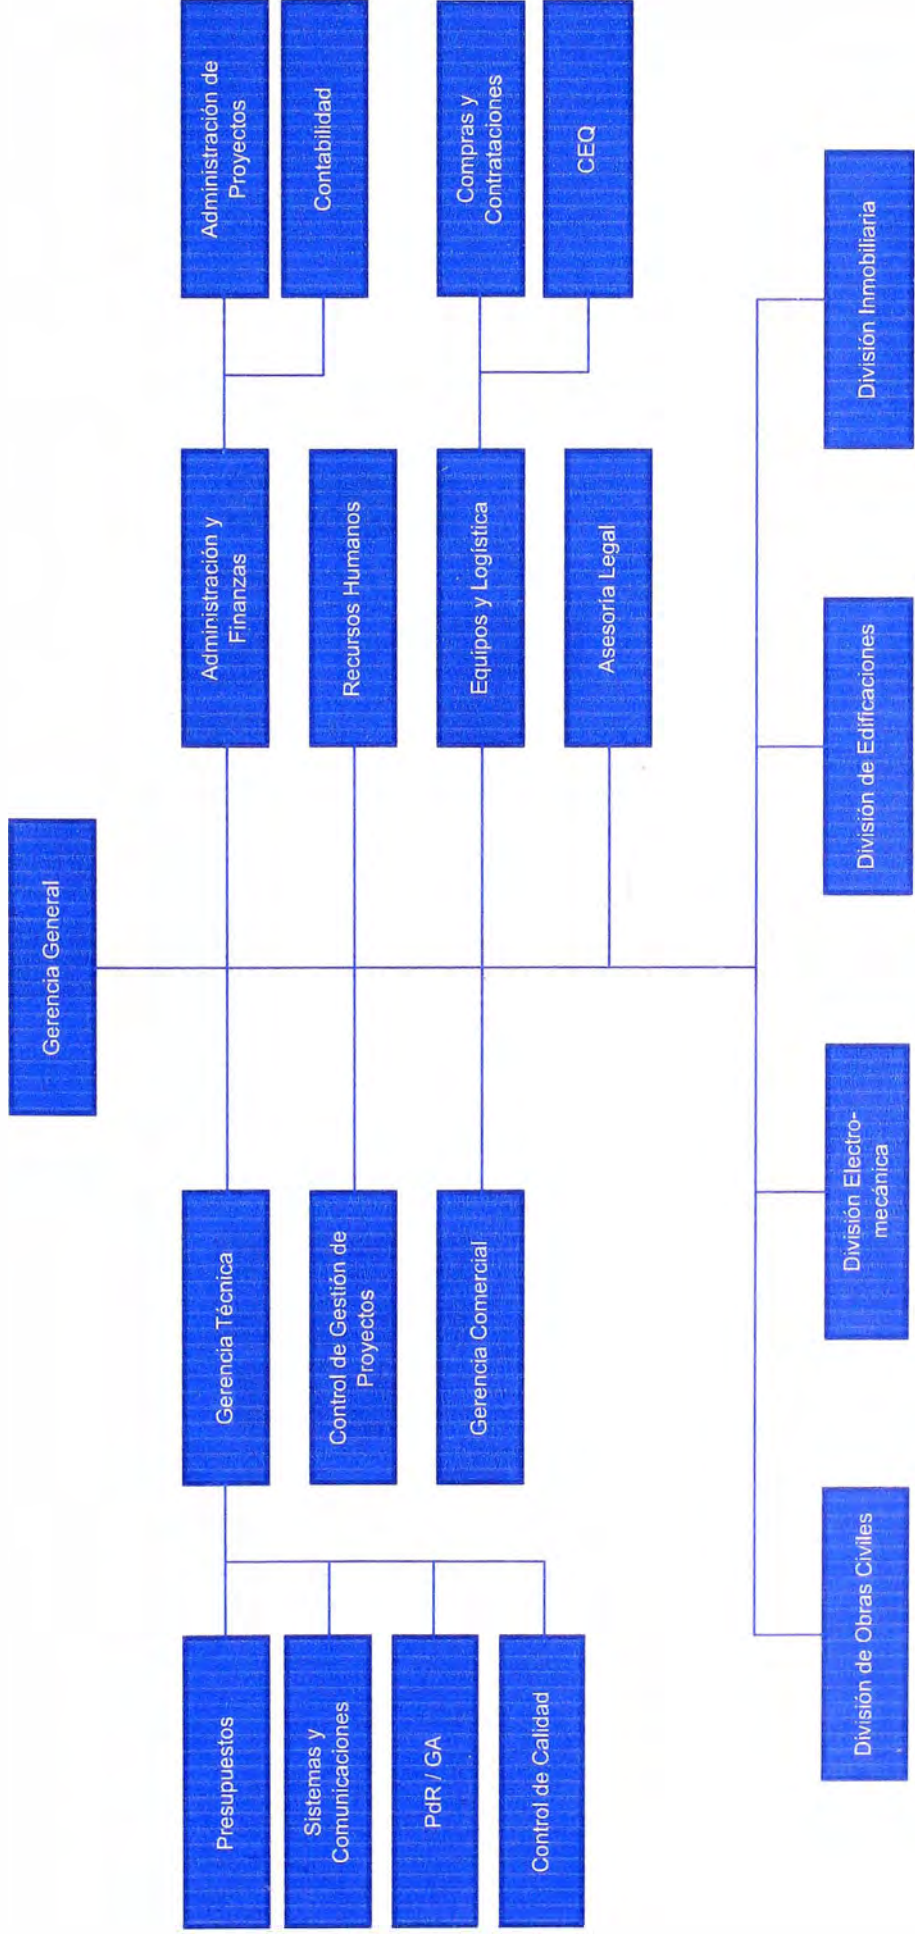 Gerencia General
Presupuestos
Sistemas y
Comunicaciones
PdR / GA
Control de Calidad
Gerencia Técnica
Control de Gestión de
Proyectos
Gerencia Comercial
Administración y
Finanzas
Recursos Humanos
Equipos y Logística
Asesoría Legal
Administración de
Proyectos
Contabilidad
Compras y
Contrataciones
CEQ
División de Obras Civiles
División Electro-
mecánica
División de Edificaciones
División Inmobiliaria